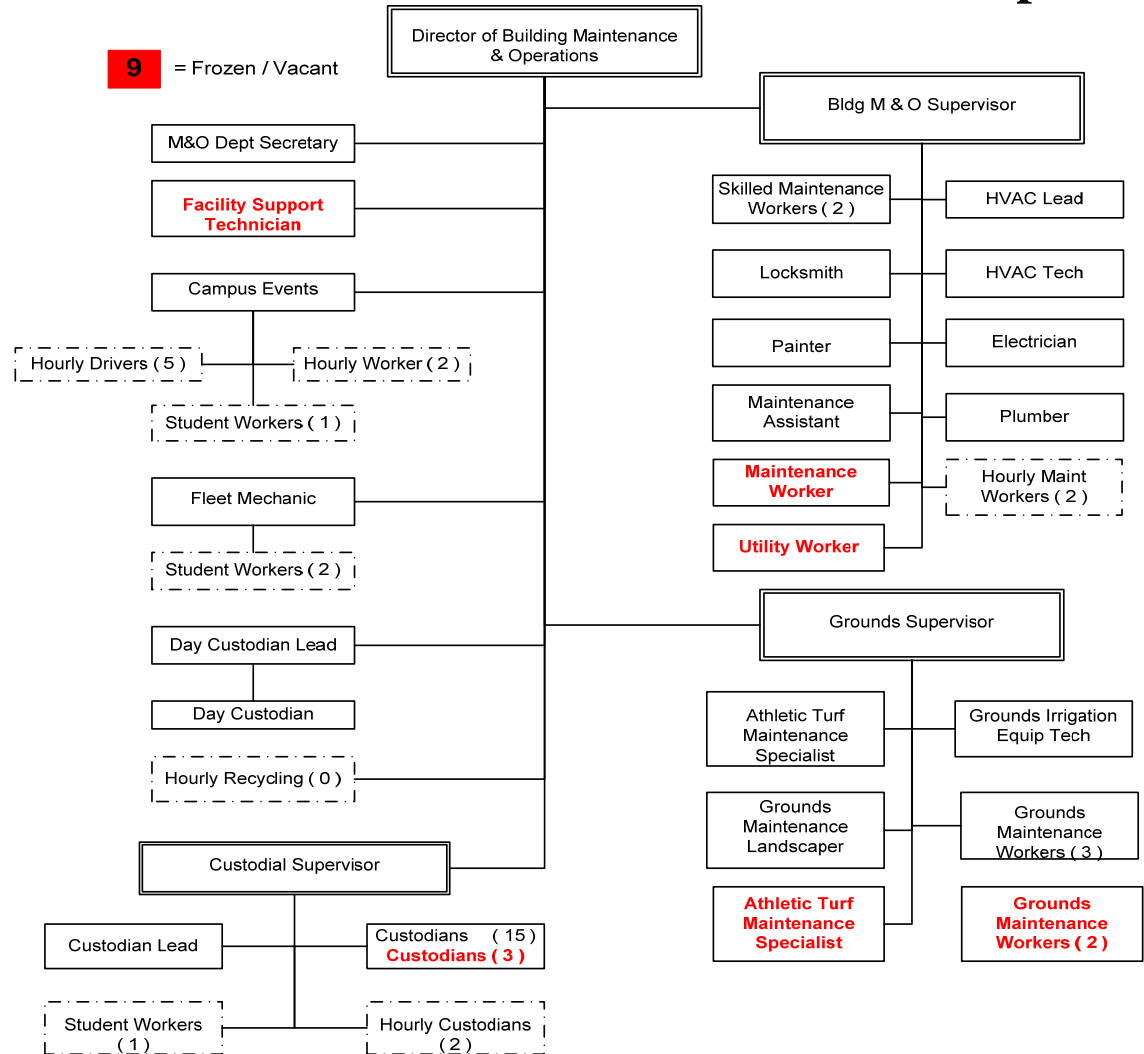 p
Director of Building Maintenance
& Operations
9 = Frozen / Vacant
M&O Dept Secretary
Facility Support
Technician
Campus Events
Hourly Drivers ( 5 )
Hourly Worker ( 2 )
Student Workers ( 1 )
Fleet Mechanic
Student Workers ( 2 )
Day Custodian Lead
Day Custodian
Hourly Recycling ( 0 )
Custodial Supervisor
Custodian Lead
Custodians ( 15 )
Custodians ( 3 )
Student Workers
( 1 )
Hourly Custodians
( 2 )
Bldg M & O Supervisor
Skilled Maintenance
Workers ( 2 )
HVAC Lead
Locksmith
HVAC Tech
Painter
Electrician
Maintenance
Assistant
Plumber
Maintenance
Worker
Hourly Maint
Workers ( 2 )
Utility Worker
Grounds Supervisor
Athletic Turf
Maintenance
Specialist
Grounds Irrigation
Equip Tech
Grounds
Maintenance
Landscaper
Grounds
Maintenance
Workers ( 3 )
Athletic Turf
Maintenance
Specialist
Grounds
Maintenance
Workers ( 2 )